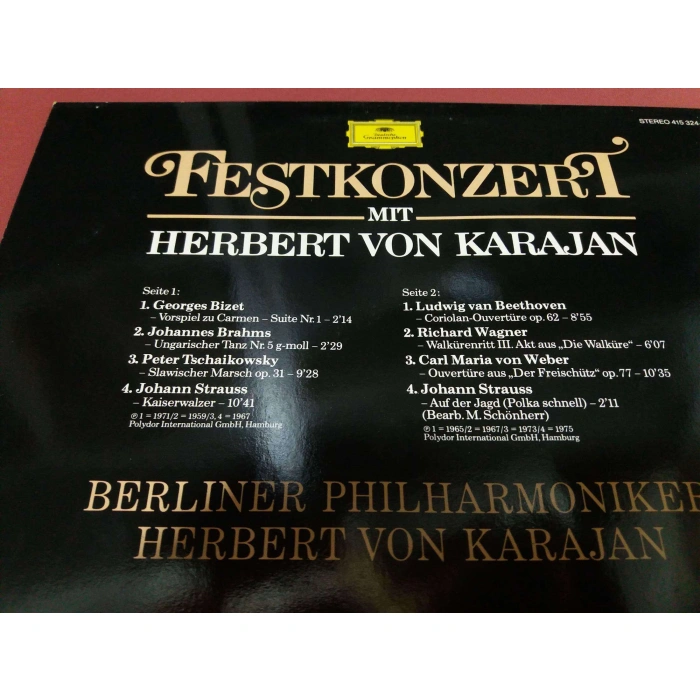 Deutsche
Grammophon
STEREO 415 324
FESTKONZERT
MIT
HERBERT VON KARAJAN
Seite 1:
1. Georges Bizet
– Vorspiel zu Carmen – Suite Nr. 1 – 2'14
2. Johannes Brahms
– Ungarischer Tanz Nr. 5 g-moll – 2'29
3. Peter Tschaikowsky
– Slawischer Marsch op. 31 – 9'28
4. Johann Strauss
– Kaiserwalzer – 10'41
℗ 1 = 1971/2 = 1959/3, 4 = 1967
Polydor International GmbH, Hamburg
Seite 2:
1. Ludwig van Beethoven
– Coriolan-Ouvertüre op. 62 – 8'55
2. Richard Wagner
– Walkürenritt III. Akt aus „Die Walküre“ – 6'07
3. Carl Maria von Weber
– Ouvertüre aus „Der Freischütz“ op. 77 – 10'35
4. Johann Strauss
– Auf der Jagd (Polka schnell) – 2'11
(Bearb. M. Schönherr)
℗ 1 = 1965/2 = 1967/3 = 1973/4 = 1975
Polydor International GmbH, Hamburg
BERLINER PHILHARMONIKER
HERBERT VON KARAJAN